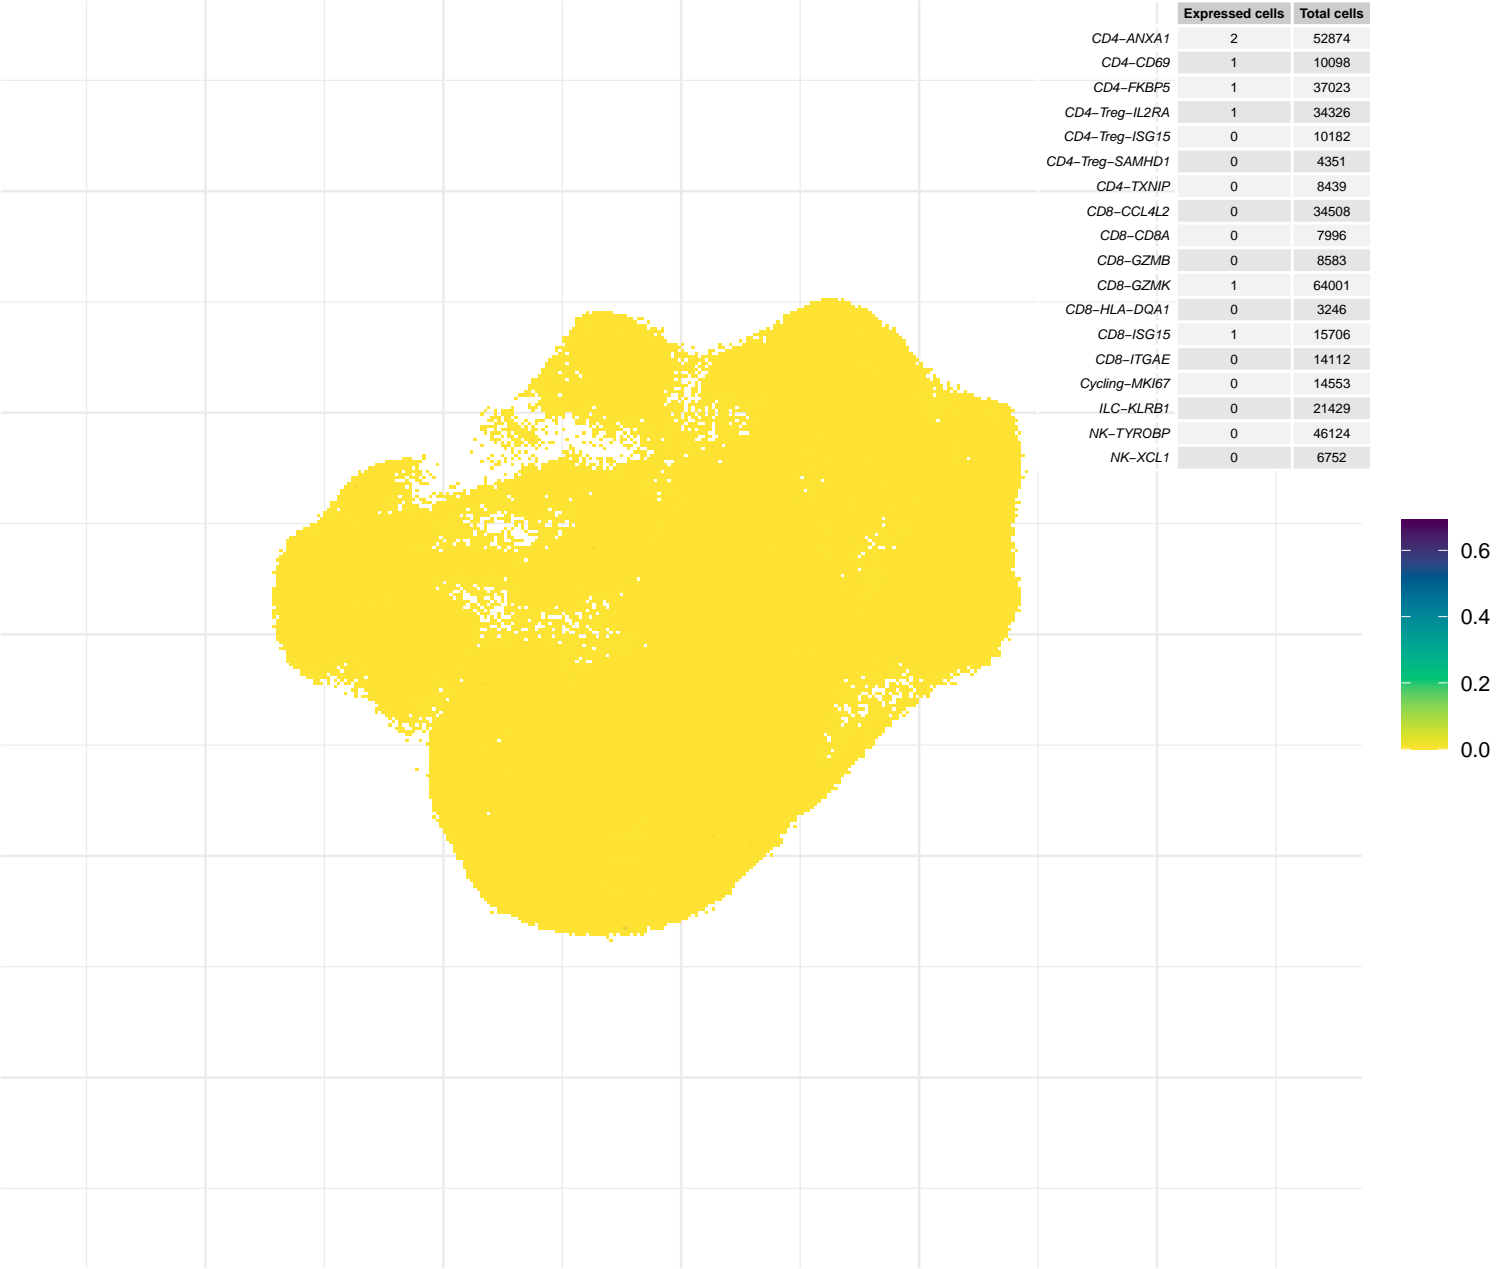 Expressed cells Total cells
CD4−ANXA1 2 52874
CD4−CD69 1 10098
CD4−FKBP5 1 37023
CD4−Treg−IL2RA 1 34326
CD4−Treg−ISG15 0 10182
CD4−Treg−SAMHD1 0 4351
CD4−TXNIP 0 8439
CD8−CCL4L2 0 34508
CD8−CD8A 0 7996
CD8−GZMB 0 8583
CD8−GZMK 1 64001
CD8−HLA−DQA1 0 3246
CD8−ISG15 1 15706
CD8−ITGAE 0 14112
Cycling−MKI67 0 14553
ILC−KLRB1 0 21429
NK−TYROBP 0 46124
NK−XCL1 0 6752
0.6
0.4
0.2
0.0